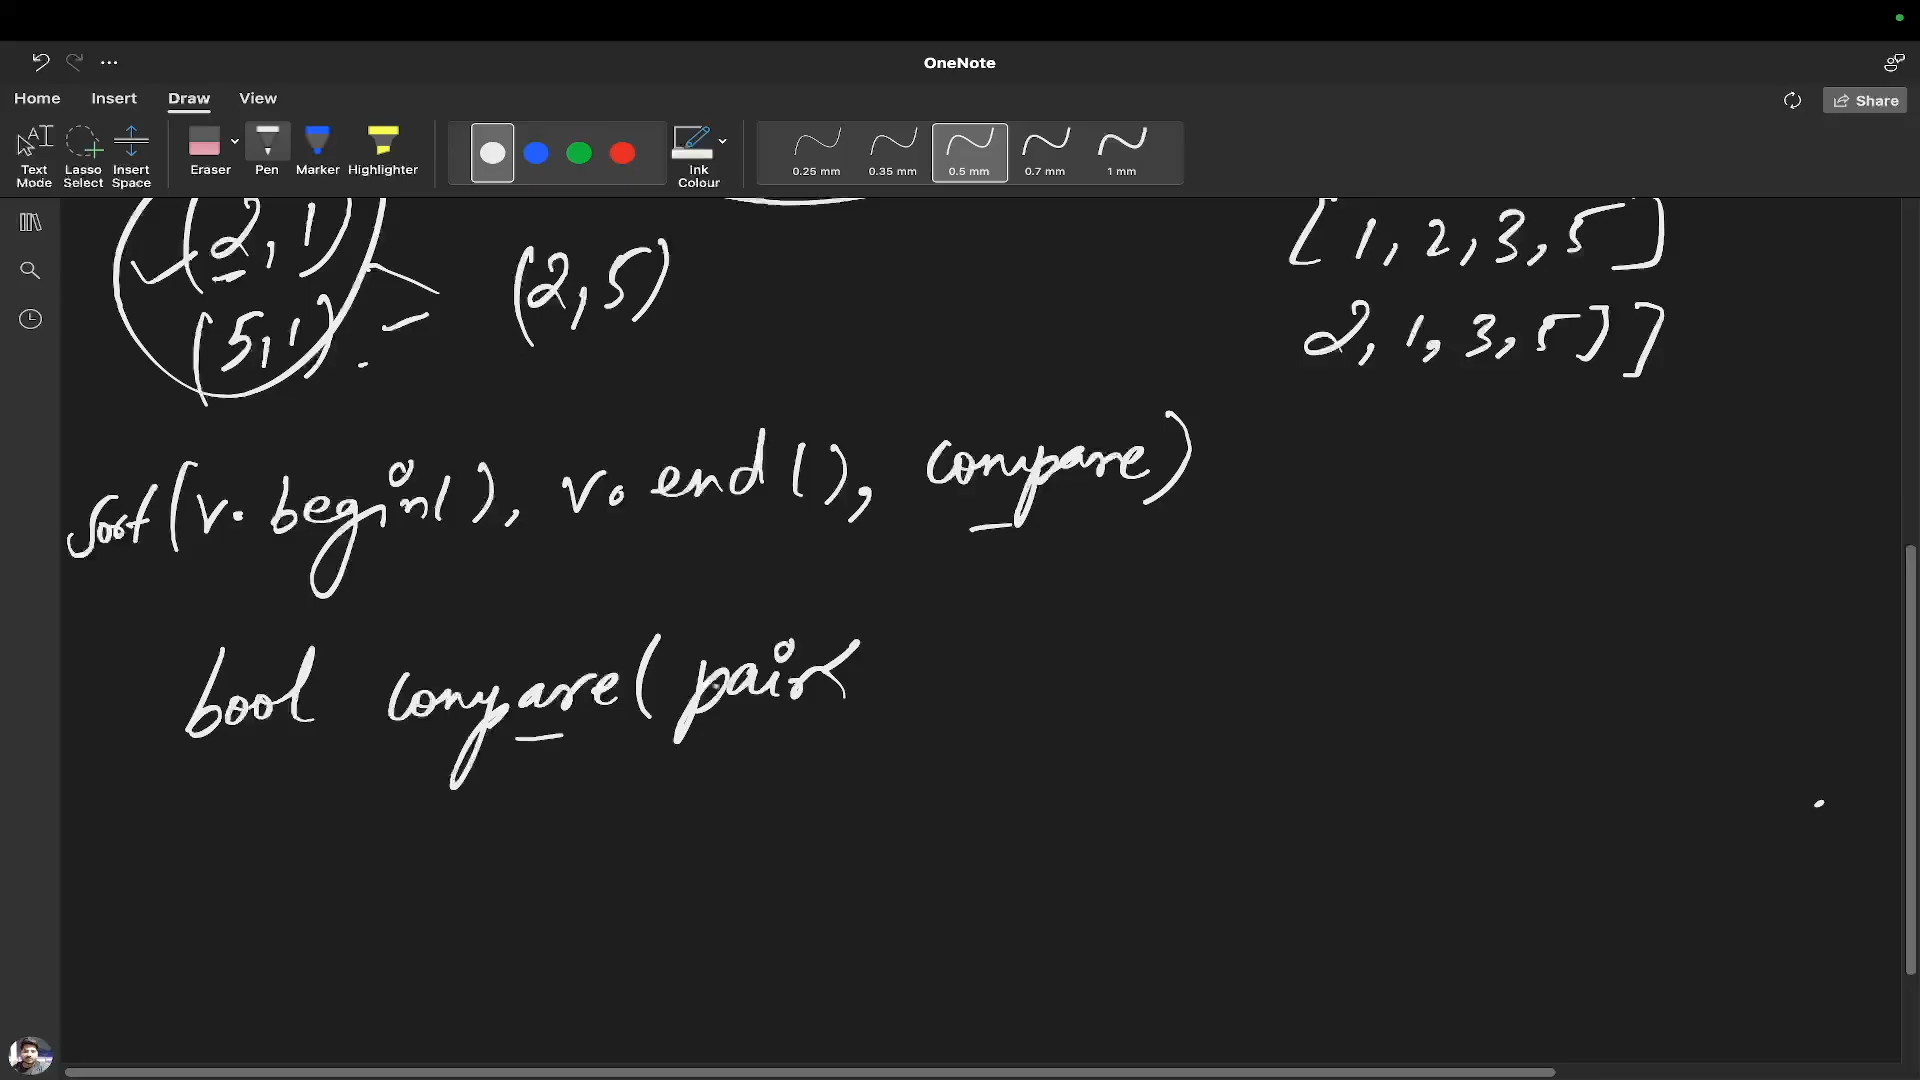 OneNote
Home Insert Draw View
Share
Text Mode
Lasso Select
Insert Space
Eraser
Pen
Marker
Highlighter
Ink Colour
0.25 mm
0.35 mm
0.5 mm
0.7 mm
1 mm
(2, 1)
[1, 2, 3, 5]
(2, 5)
(5, 1)
2, 1, 3, 5]]
sort(v. begin(), v. end(), compare)
bool compare( pair<